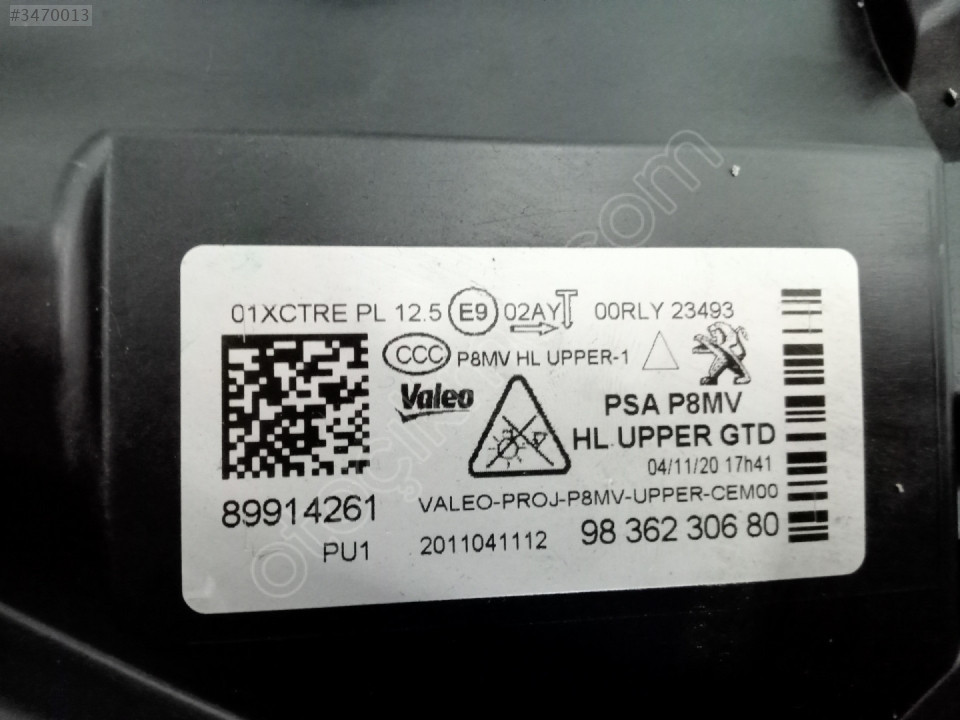 #3470013
01XCTRE PL 12.5 E9 02AY 00RLY 23493
CCC P8MV HL UPPER-1
Valeo
PSA P8MV
HL UPPER GTD
04/11/20 17h41
VALEO-PROJ-P8MV-UPPER-CEM00
89914261
98 362 306 80
PU1 2011041112